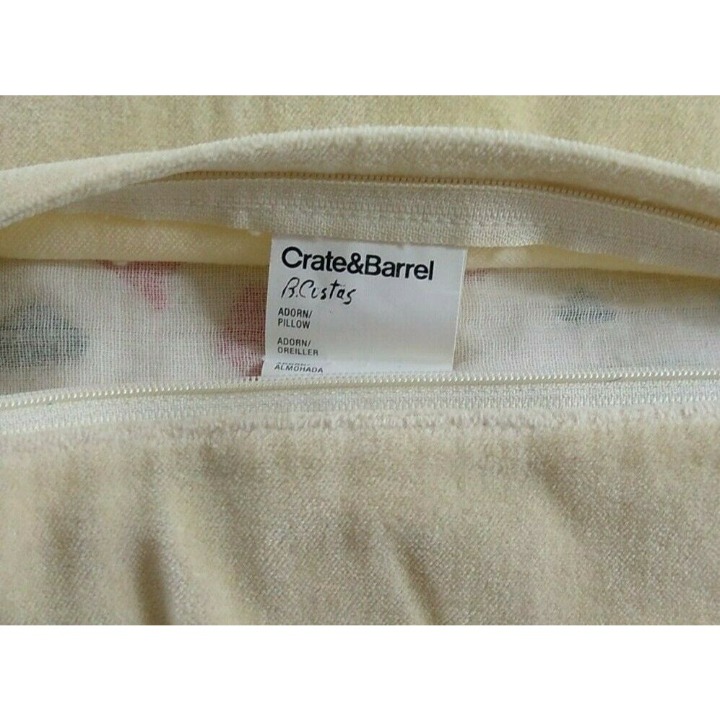 Crate&Barrel
B.Costas
ADORN/
PILLOW
ADORN/
OREILLER
ALMOHADA